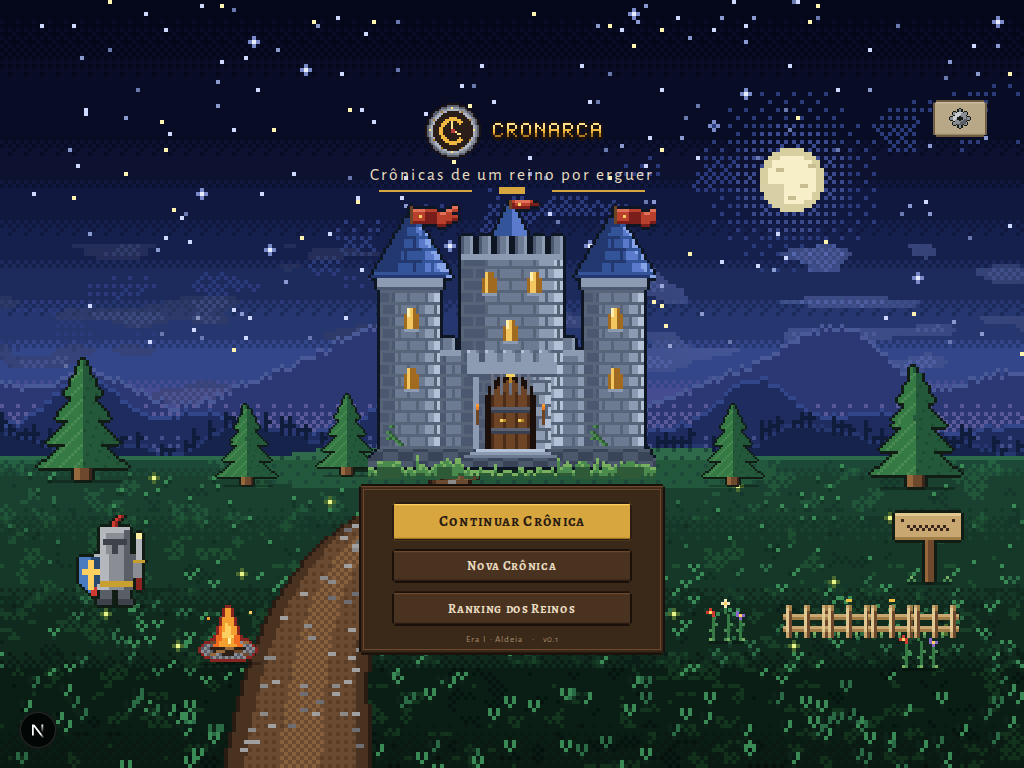 CRONARCA
Crônicas de um reino por erguer
Continuar Crônica
Nova Crônica
Ranking dos Reinos
Era I · Aldeia · v0.1
N